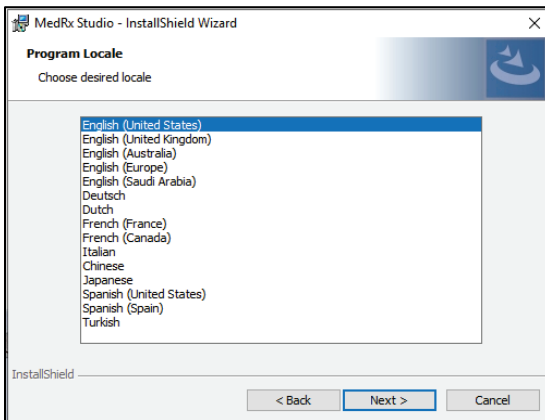 MedRx Studio - InstallShield Wizard
Program Locale
Choose desired locale
English (United States)
English (United Kingdom)
English (Australia)
English (Europe)
English (Saudi Arabia)
Deutsch
Dutch
French (France)
French (Canada)
Italian
Chinese
Japanese
Spanish (United States)
Spanish (Spain)
Turkish
InstallShield
< Back Next > Cancel